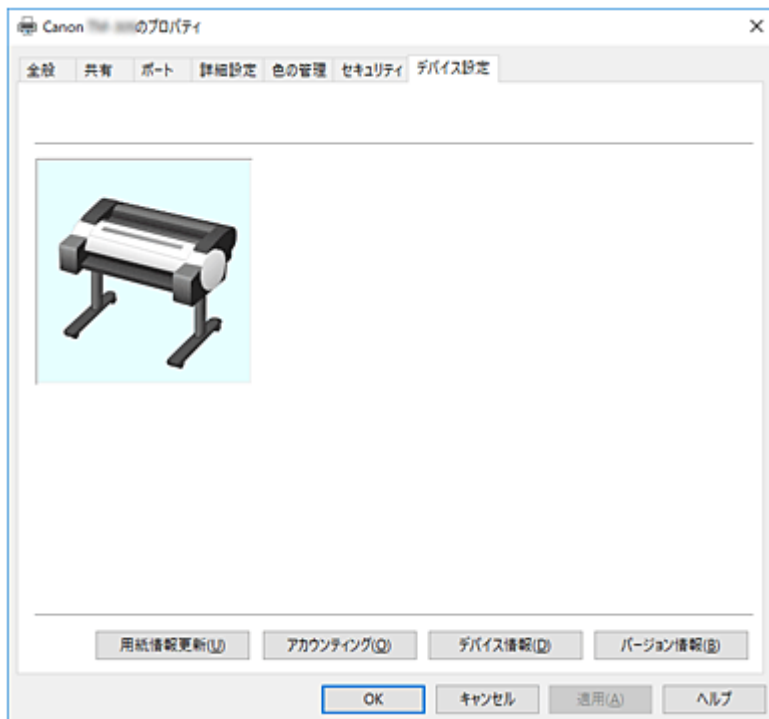 Canon のプロパティ
全般 共有 ポート 詳細設定 色の管理 セキュリティ デバイス設定
用紙情報更新(U) アカウンティング(O) デバイス情報(D) バージョン情報(B)
OK キャンセル 適用(A) ヘルプ